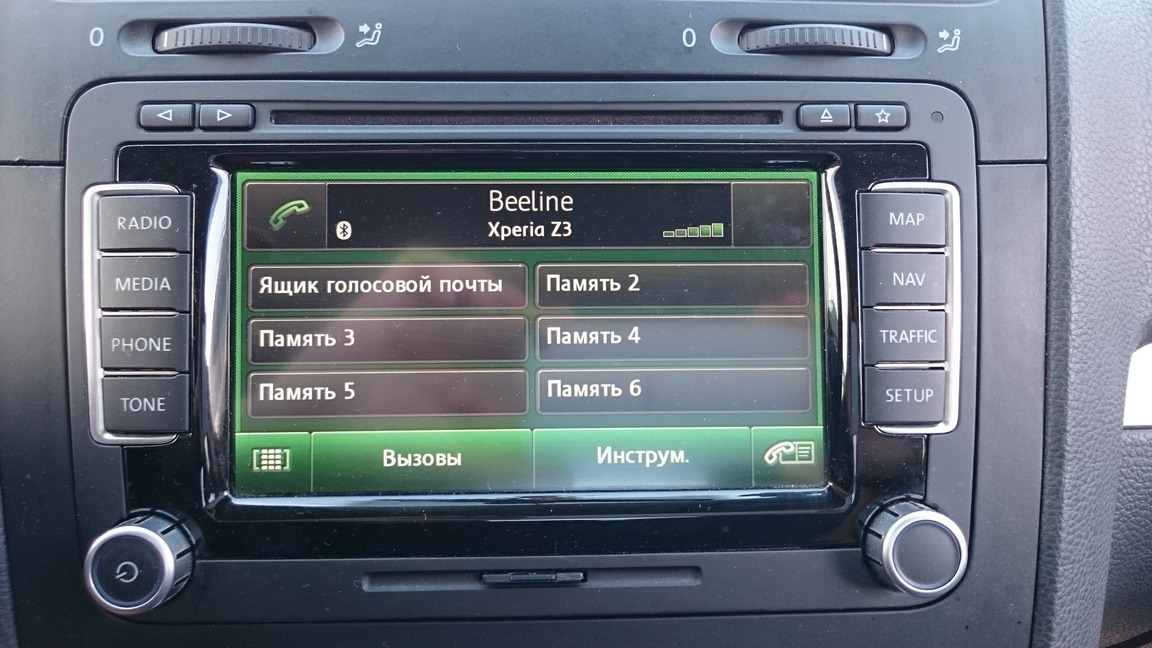 0
0
RADIO
MEDIA
PHONE
TONE
Beeline
Xperia Z3
Ящик голосовой почты
Память 2
Память 3
Память 4
Память 5
Память 6
Вызовы
Инструм.
MAP
NAV
TRAFFIC
SETUP